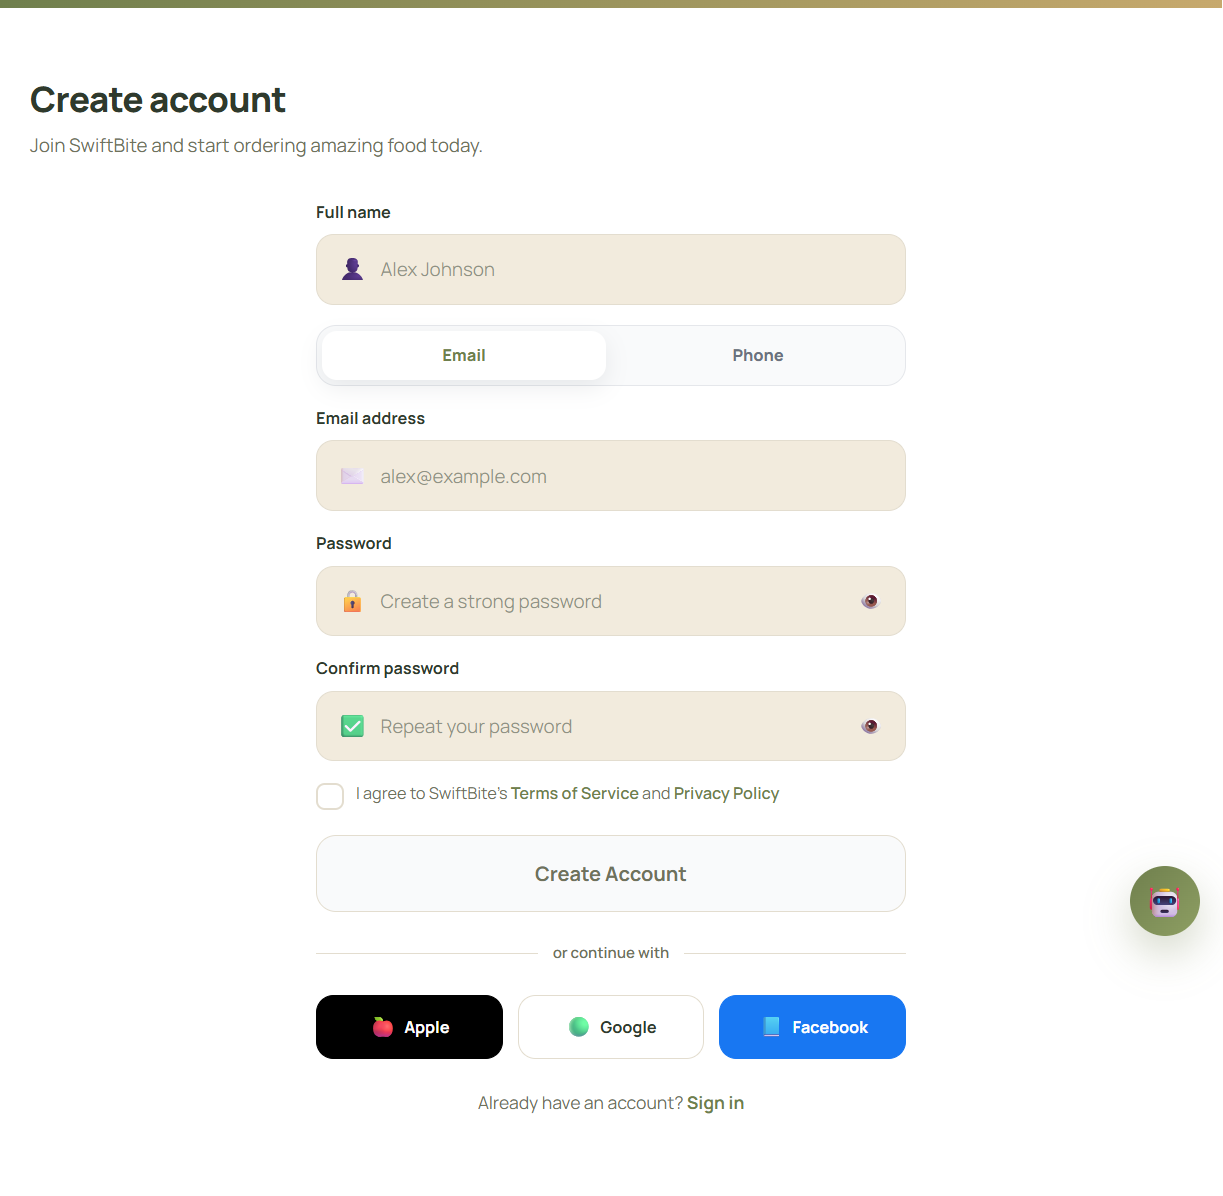 Create account
Join SwiftBite and start ordering amazing food today.
Full name
Alex Johnson
Email
Phone
Email address
alex@example.com
Password
Create a strong password
Confirm password
Repeat your password
I agree to SwiftBite's Terms of Service and Privacy Policy
Create Account
or continue with
Apple
Google
Facebook
Already have an account? Sign in